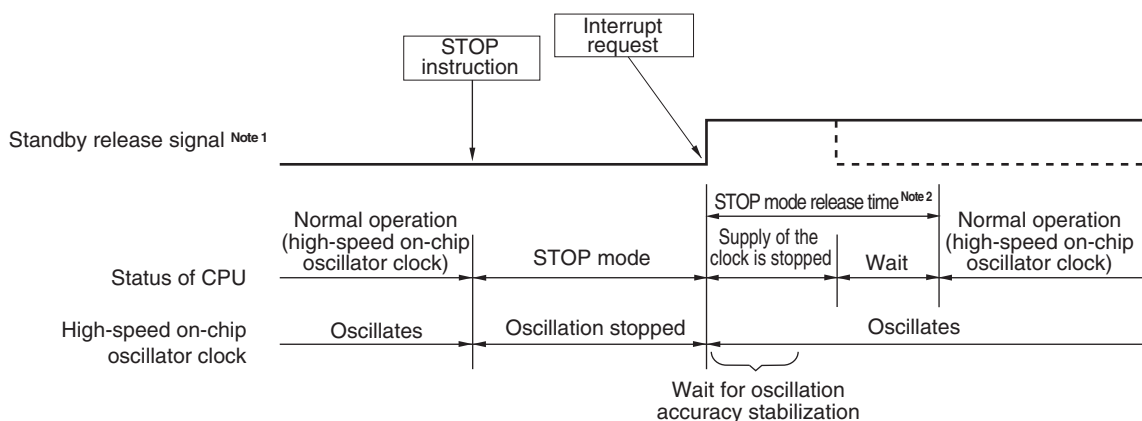 Interrupt
request
STOP
instruction
Standby release signal Note 1
STOP mode release time Note 2
Normal operation
(high-speed on-chip
oscillator clock)
Supply of the
clock is stopped
Normal operation
(high-speed on-chip
oscillator clock)
Status of CPU
STOP mode
Wait
High-speed on-chip
oscillator clock
Oscillates
Oscillation stopped
Oscillates
Wait for oscillation
accuracy stabilization